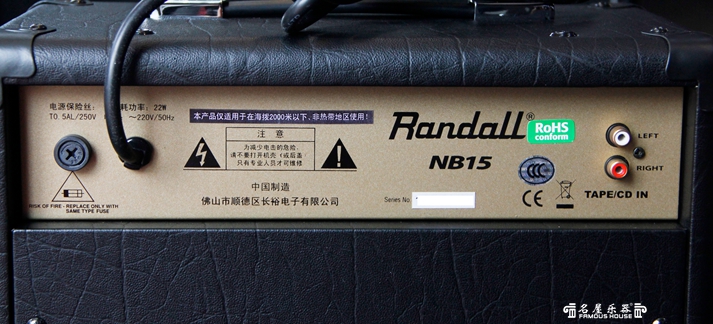 电源保险丝: 耗功率: 22W
T0.5AL/250V ～220V/50Hz
本产品仅适用于在海拔2000米以下、非热带地区使用!
注 意
为减少电击的危险,
请不要打开机壳(或后盖)
只有专业人员才可维修
中国制造
佛山市顺德区长裕电子有限公司
RISK OF FIRE - REPLACE ONLY WITH
SAME TYPE FUSE
Randall®
RoHS
conform
NB15
CCC
CE
Series No
LEFT
RIGHT
TAPE/CD IN
名屋乐器®
FAMOUS HOUSE